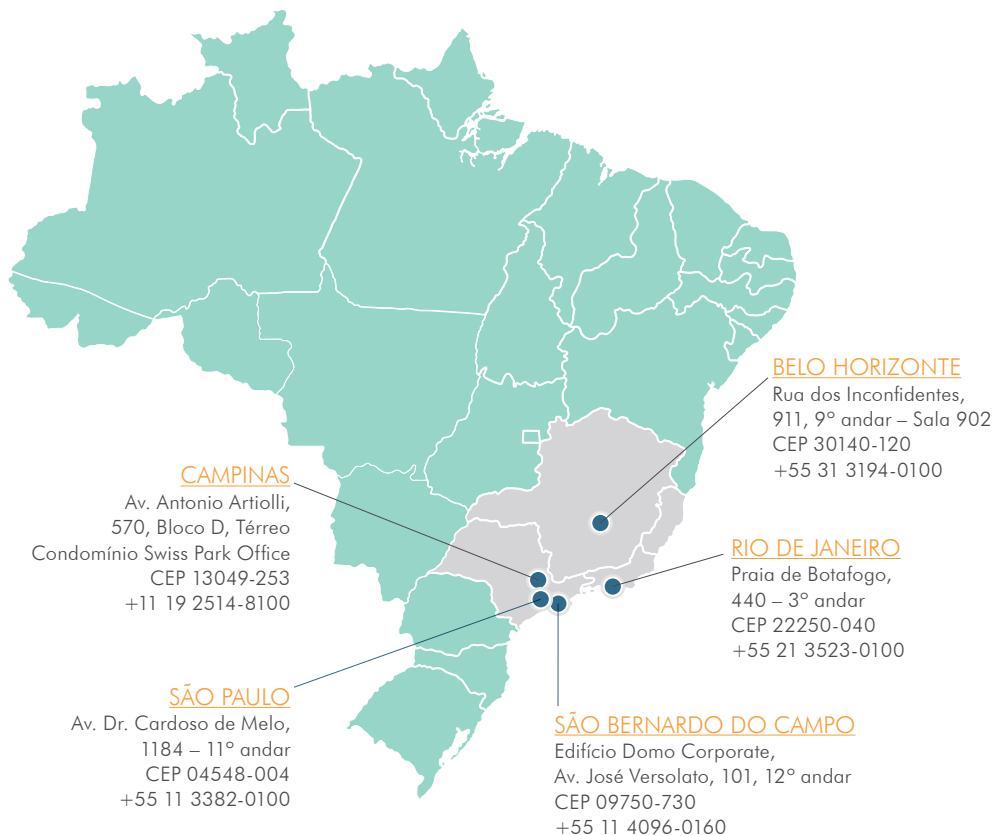 BELO HORIZONTE
Rua dos Inconfidentes,
911, 9º andar – Sala 902
CEP 30140-120
+55 31 3194-0100
CAMPINAS
Av. Antonio Artiolli,
570, Bloco D, Térreo
Condomínio Swiss Park Office
CEP 13049-253
+11 19 2514-8100
RIO DE JANEIRO
Praia de Botafogo,
440 – 3º andar
CEP 22250-040
+55 21 3523-0100
SÃO PAULO
Av. Dr. Cardoso de Melo,
1184 – 11º andar
CEP 04548-004
+55 11 3382-0100
SÃO BERNARDO DO CAMPO
Edifício Domo Corporate,
Av. José Versolato, 101, 12º andar
CEP 09750-730
+55 11 4096-0160